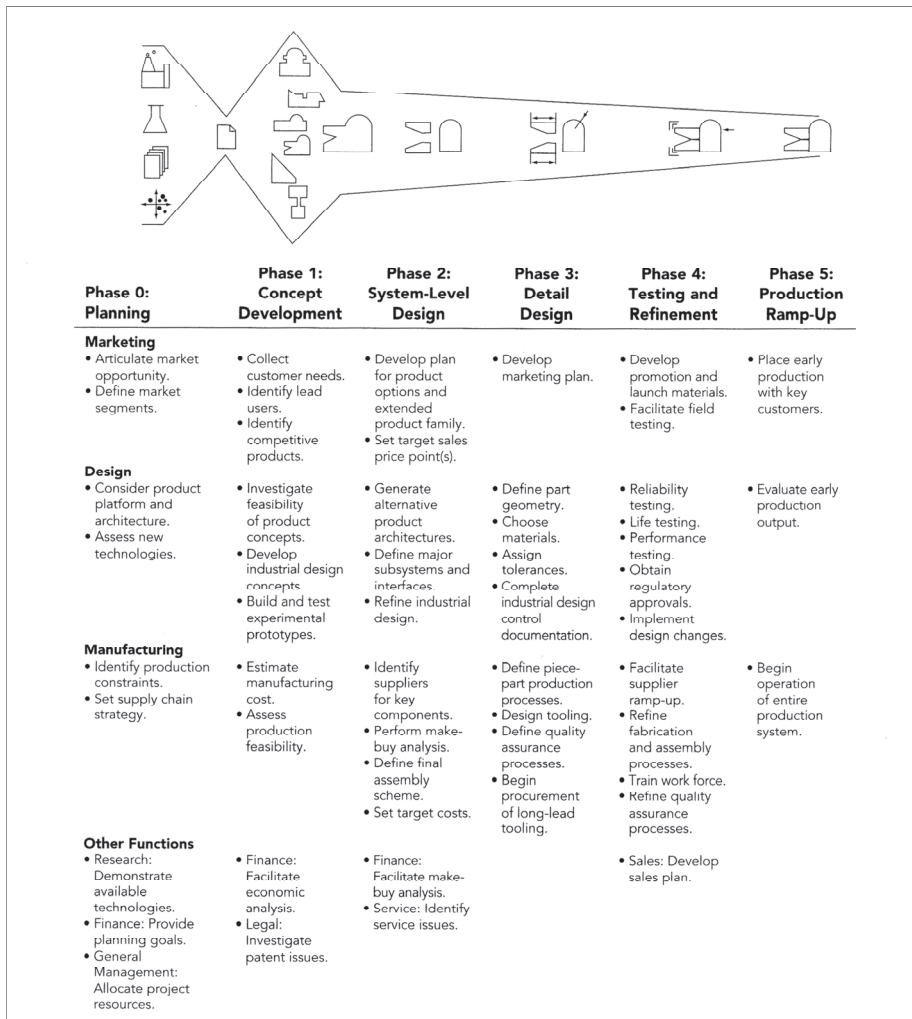 Phase 0:
Planning
Phase 1:
Concept
Development
Phase 2:
System-Level
Design
Phase 3:
Detail
Design
Phase 4:
Testing and
Refinement
Phase 5:
Production
Ramp-Up
Marketing
• Articulate market
opportunity.
• Define market
segments.
• Collect
customer needs.
• Identify lead
users.
• Identify
competitive
products.
• Develop plan
for product
options and
extended
product family.
• Set target sales
price point(s).
• Develop
marketing plan.
• Develop
promotion and
launch materials.
• Facilitate field
testing.
• Place early
production
with key
customers.
Design
• Consider product
platform and
architecture.
• Assess new
technologies.
• Investigate
feasibility
of product
concepts.
• Develop
industrial design
concepts
• Build and test
experimental
prototypes.
• Generate
alternative
product
architectures.
• Define major
subsystems and
interfaces.
• Refine industrial
design.
• Define part
geometry.
• Choose
materials.
• Assign
tolerances.
• Complete
industrial design
control
documentation.
• Reliability
testing.
• Life testing.
• Performance
testing.
• Obtain
regulatory
approvals.
• Implement
design changes.
• Evaluate early
production
output.
Manufacturing
• Identify production
constraints.
• Set supply chain
strategy.
• Estimate
manufacturing
cost.
• Assess
production
feasibility.
• Identify
suppliers
for key
components.
• Perform make-
buy analysis.
• Define final
assembly
scheme.
• Set target costs.
• Define piece-
part production
processes.
• Design tooling.
• Define quality
assurance
processes.
• Begin
procurement
of long-lead
tooling.
• Facilitate
supplier
ramp-up.
• Refine
fabrication
and assembly
processes.
• Train work force.
• Refine quality
assurance
processes.
• Begin
operation
of entire
production
system.
Other Functions
• Research:
Demonstrate
available
technologies.
• Finance: Provide
planning goals.
• General
Management:
Allocate project
resources.
• Finance:
Facilitate
economic
analysis.
• Legal:
Investigate
patent issues.
• Finance:
Facilitate make-
buy analysis.
• Service: Identify
service issues.
• Sales: Develop
sales plan.